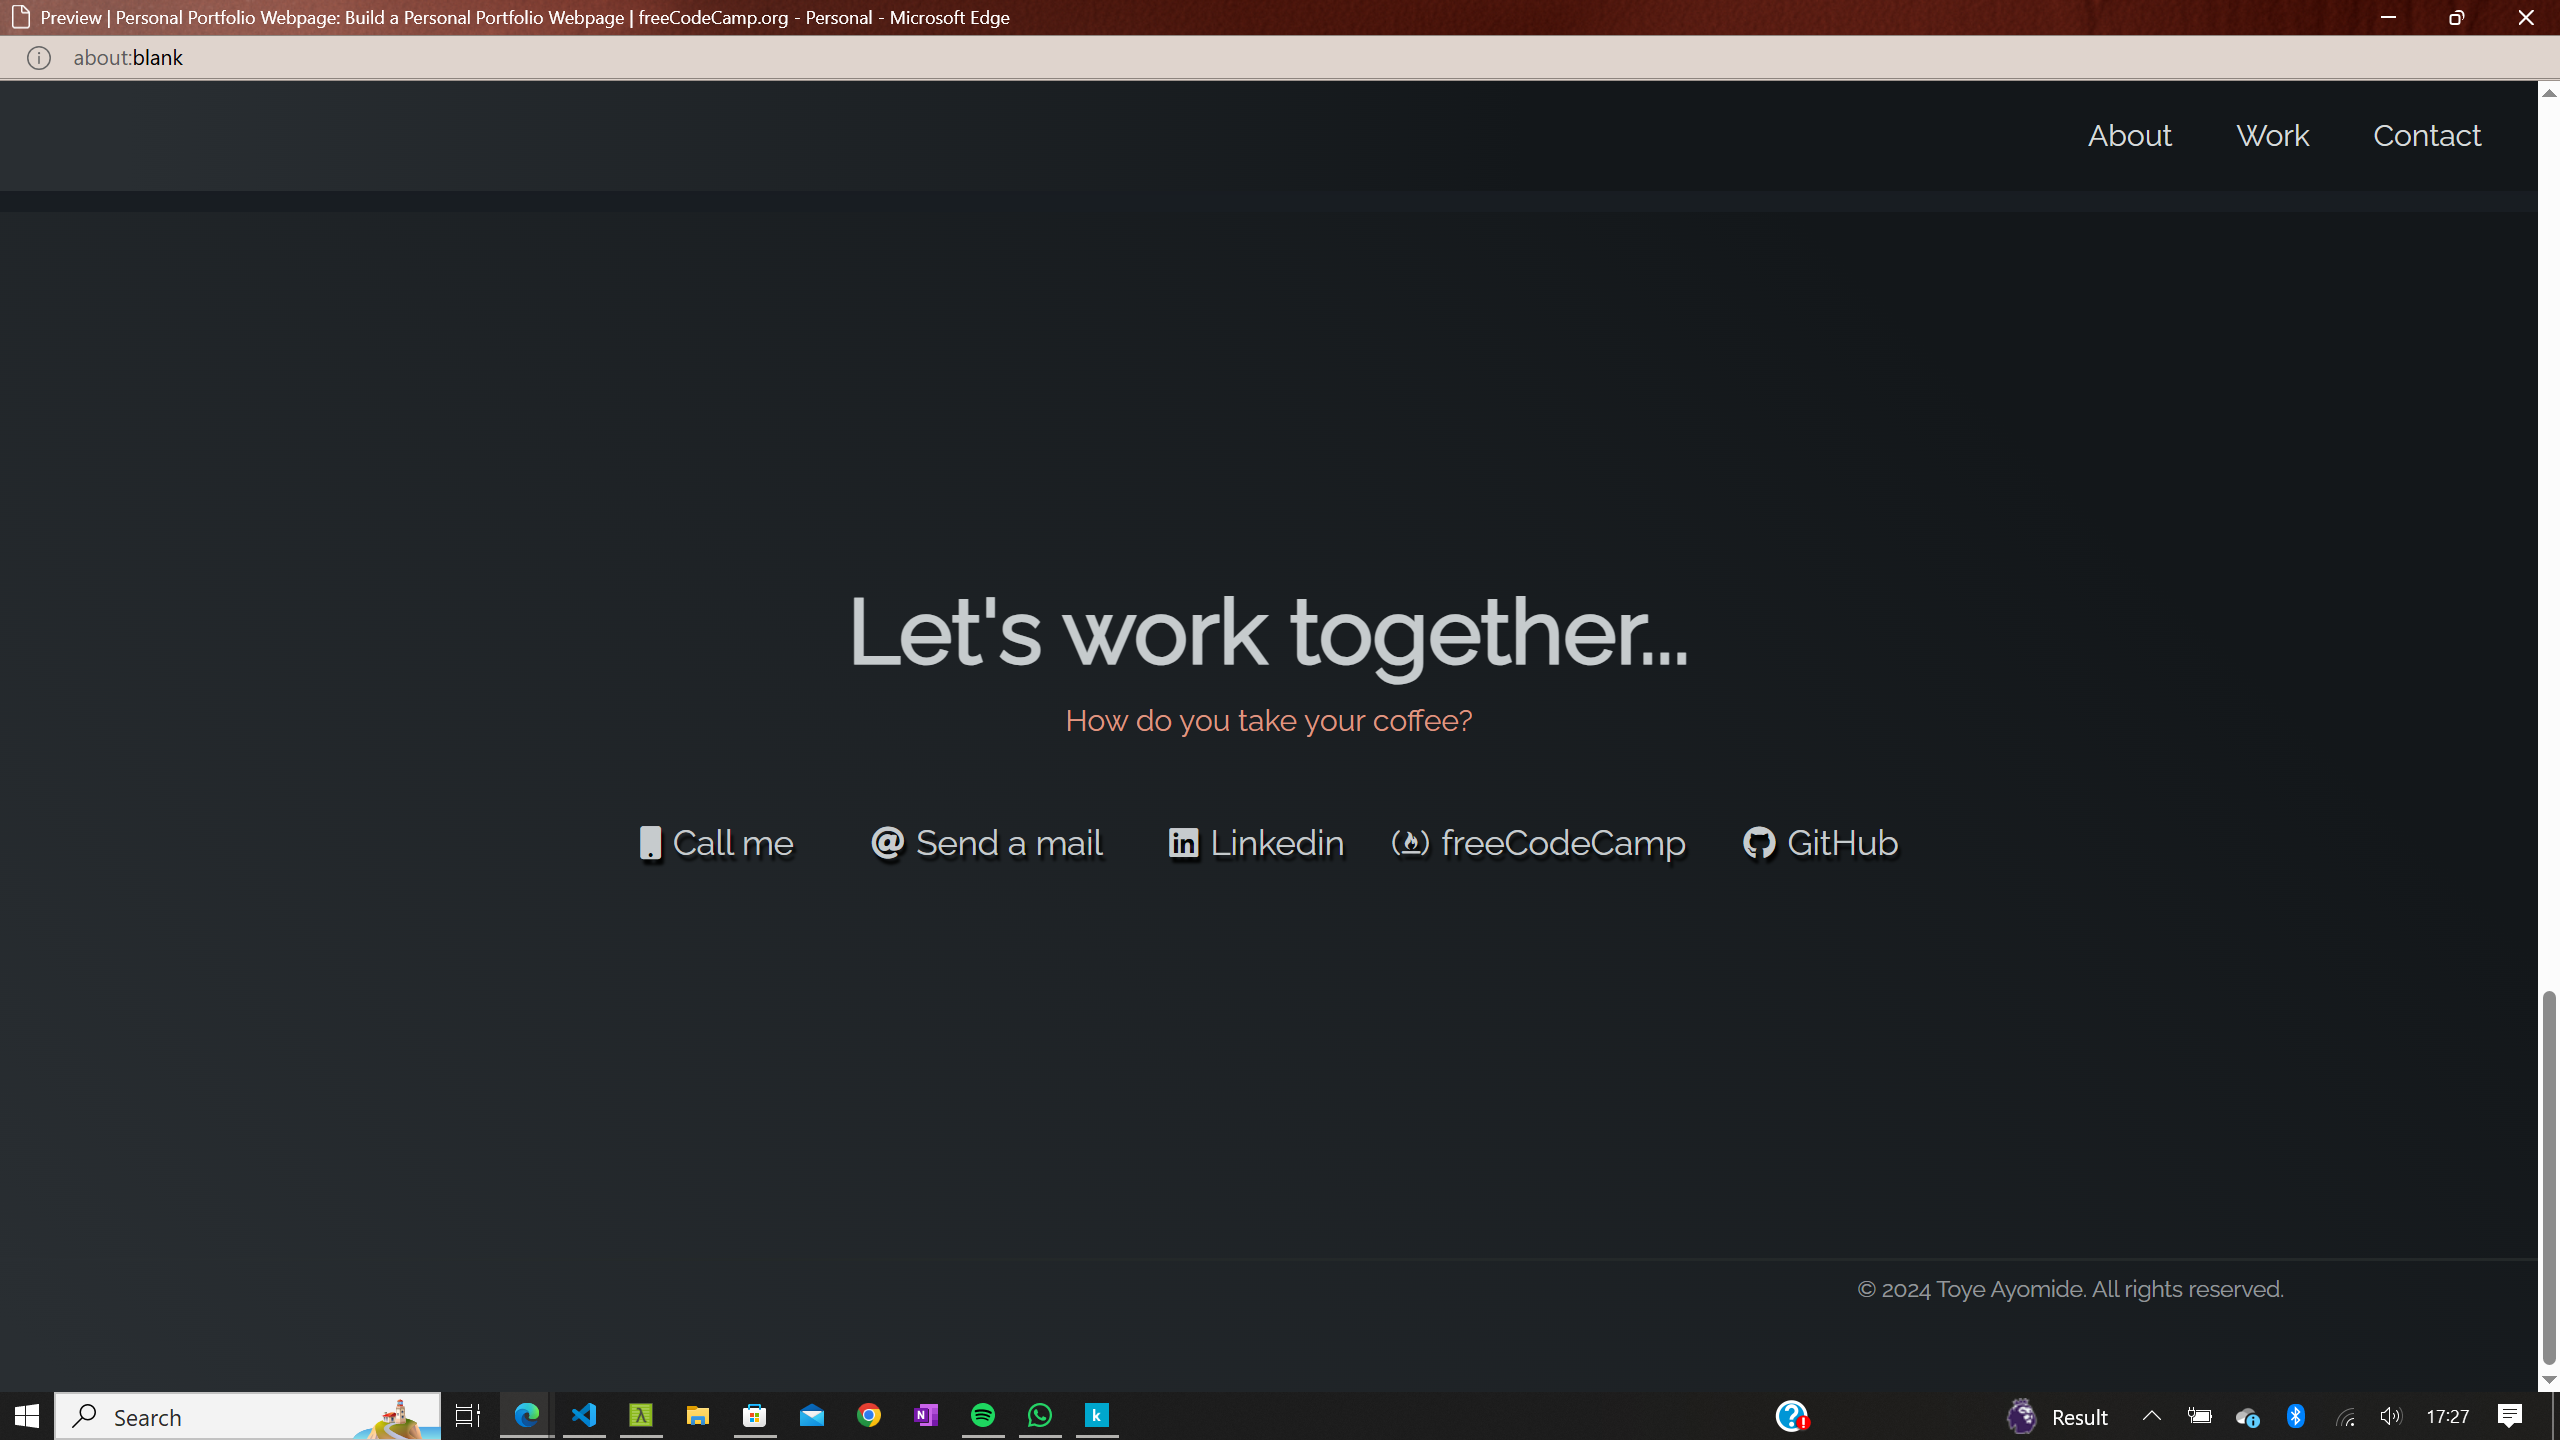 Preview | Personal Portfolio Webpage: Build a Personal Portfolio Webpage | freeCodeCamp.org - Personal - Microsoft Edge
about:blank
About Work Contact
Let's work together...
How do you take your coffee?
Call me Send a mail Linkedin freeCodeCamp GitHub
© 2024 Toye Ayomide. All rights reserved.
Search Result 17:27